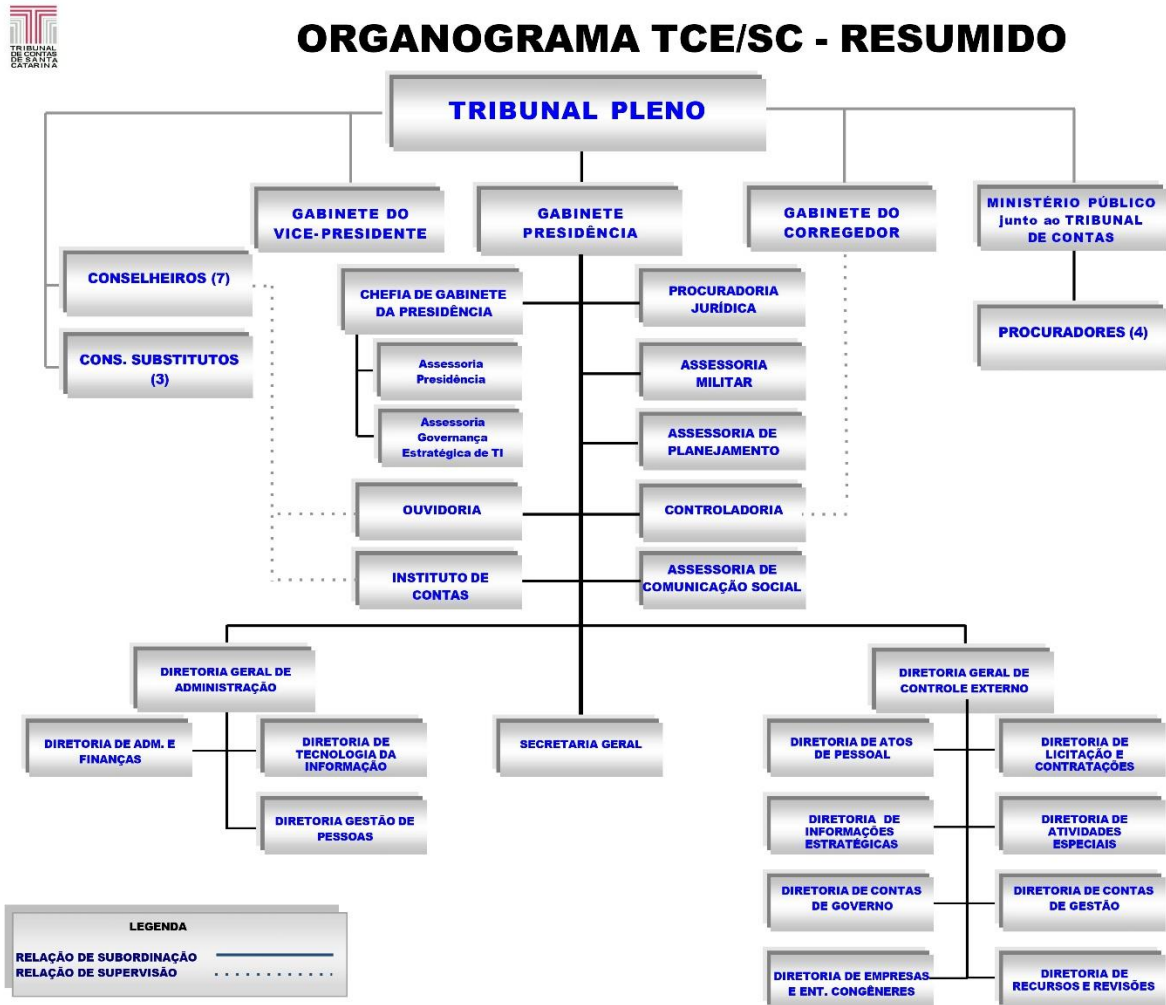 TRIBUNAL
DE CONTAS
DE SANTA
CATARINA
ORGANOGRAMA TCE/SC - RESUMIDO
TRIBUNAL PLENO
GABINETE DO
VICE-PRESIDENTE
GABINETE
PRESIDÊNCIA
GABINETE DO
CORREGEDOR
MINISTÉRIO PÚBLICO
junto ao TRIBUNAL
DE CONTAS
CONSELHEIROS (7)
CONS. SUBSTITUTOS
(3)
PROCURADORES (4)
CHEFIA DE GABINETE
DA PRESIDÊNCIA
Assessoria
Presidência
Assessoria
Governança
Estratégica de TI
PROCURADORIA
JURÍDICA
ASSESSORIA
MILITAR
ASSESSORIA DE
PLANEJAMENTO
OUVIDORIA
CONTROLADORIA
INSTITUTO DE
CONTAS
ASSESSORIA DE
COMUNICAÇÃO SOCIAL
DIRETORIA GERAL DE
ADMINISTRAÇÃO
DIRETORIA DE ADM. E
FINANÇAS
DIRETORIA DE
TECNOLOGIA DA
INFORMAÇÃO
DIRETORIA GESTÃO DE
PESSOAS
SECRETARIA GERAL
DIRETORIA GERAL DE
CONTROLE EXTERNO
DIRETORIA DE ATOS
DE PESSOAL
DIRETORIA DE
LICITAÇÃO E
CONTRATAÇÕES
DIRETORIA DE
INFORMAÇÕES
ESTRATÉGICAS
DIRETORIA DE
ATIVIDADES
ESPECIAIS
DIRETORIA DE CONTAS
DE GOVERNO
DIRETORIA DE CONTAS
DE GESTÃO
DIRETORIA DE EMPRESAS
E ENT. CONGÊNERES
DIRETORIA DE
RECURSOS E REVISÕES
LEGENDA
RELAÇÃO DE SUBORDINAÇÃO
RELAÇÃO DE SUPERVISÃO